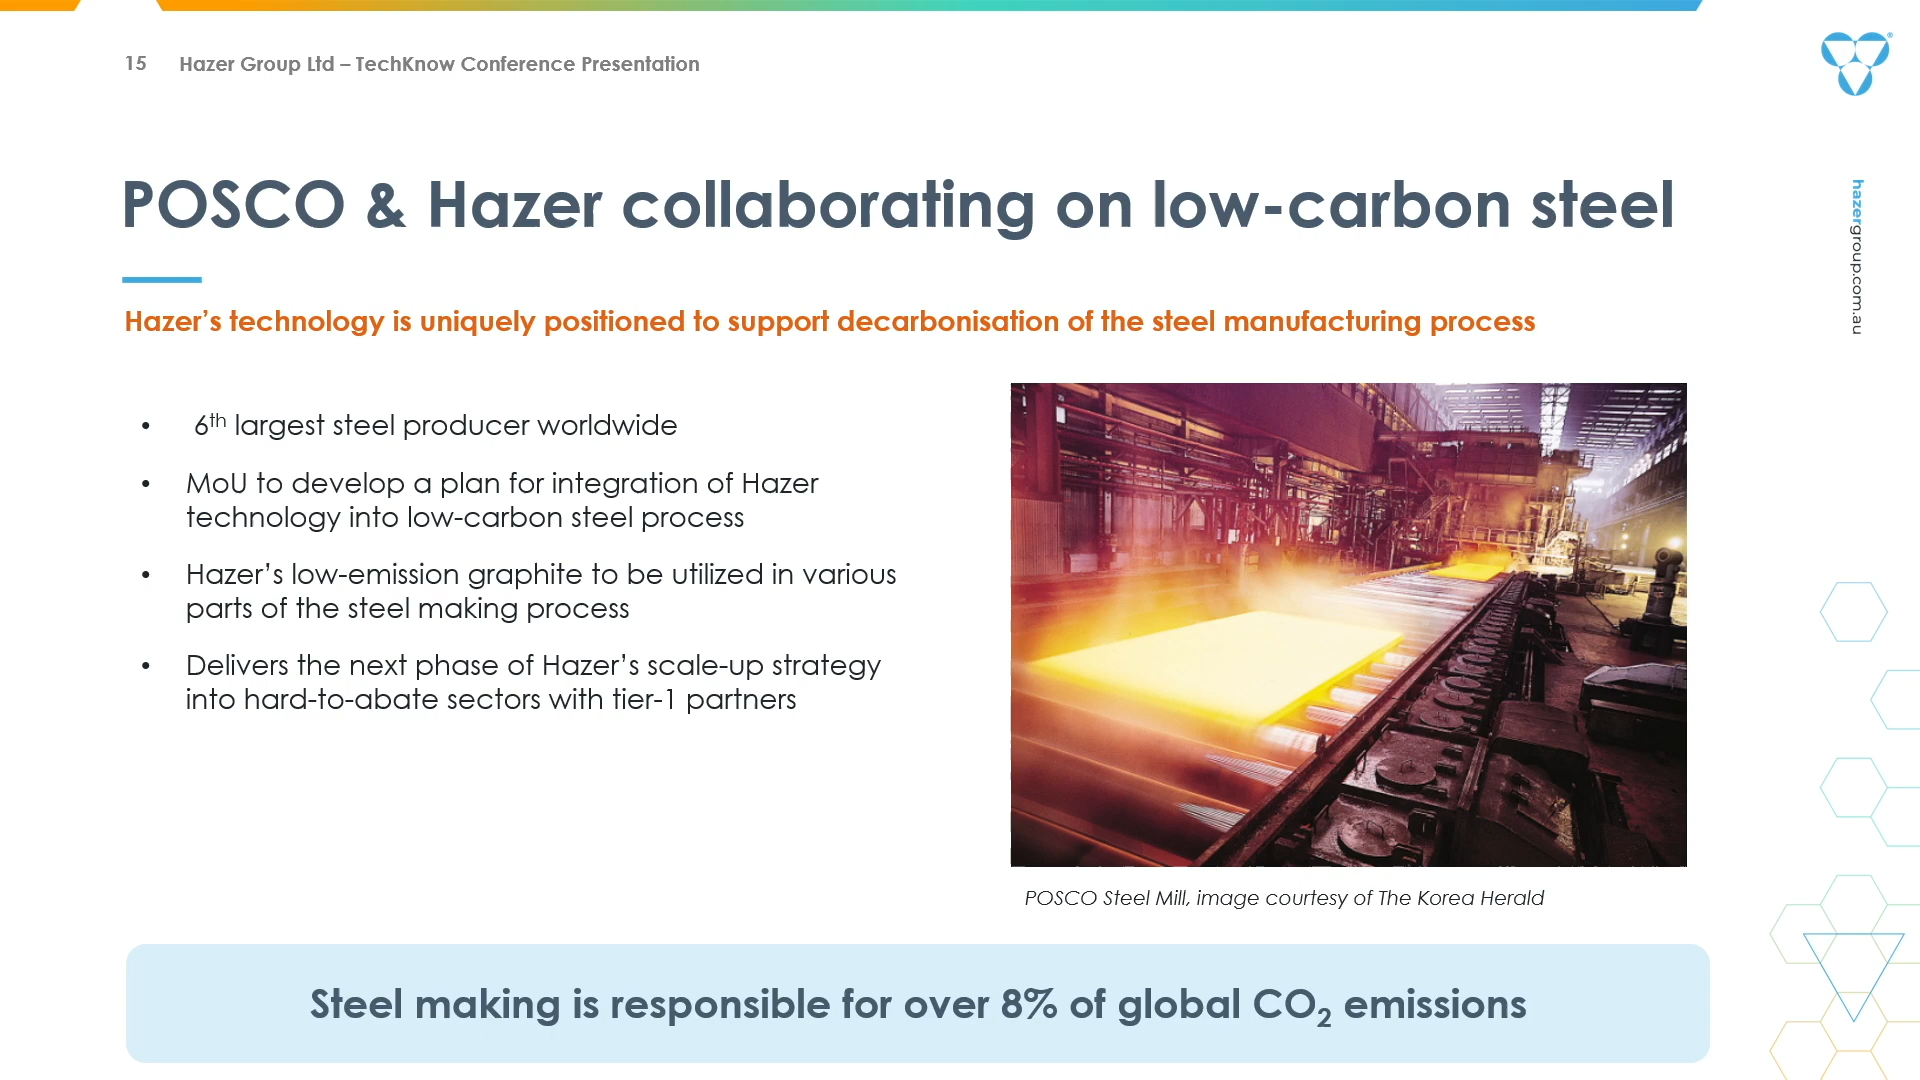 15 Hazer Group Ltd – TechKnow Conference Presentation
®
hazergroup.com.au
POSCO & Hazer collaborating on low-carbon steel
Hazer’s technology is uniquely positioned to support decarbonisation of the steel manufacturing process
• 6th largest steel producer worldwide
• MoU to develop a plan for integration of Hazer
technology into low-carbon steel process
• Hazer’s low-emission graphite to be utilized in various
parts of the steel making process
• Delivers the next phase of Hazer’s scale-up strategy
into hard-to-abate sectors with tier-1 partners
POSCO Steel Mill, image courtesy of The Korea Herald
Steel making is responsible for over 8% of global CO₂ emissions